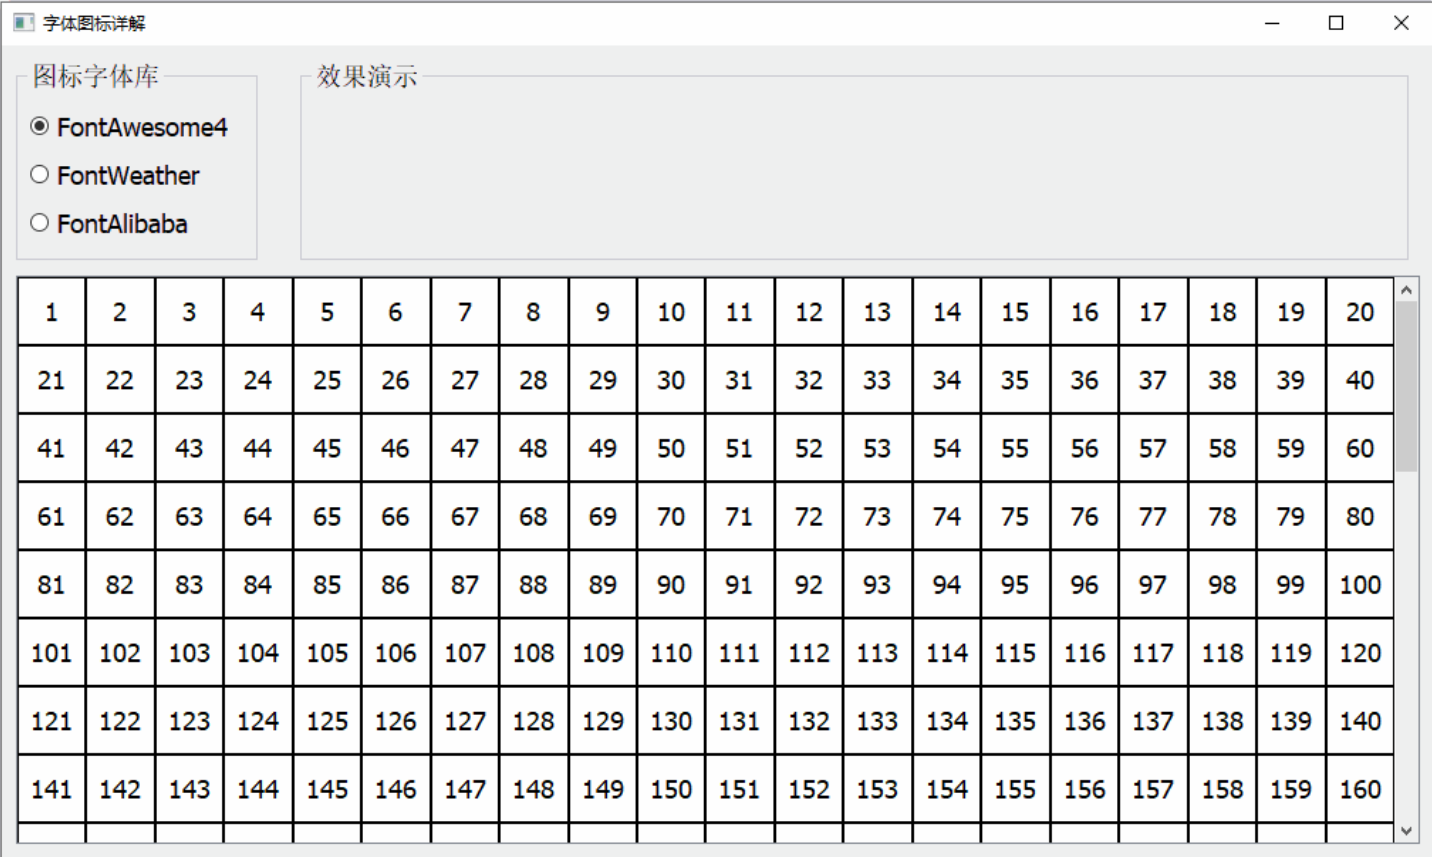 字体图标详解
图标字体库
效果演示
FontAwesome4
FontWeather
FontAlibaba
1 2 3 4 5 6 7 8 9 10 11 12 13 14 15 16 17 18 19 20
21 22 23 24 25 26 27 28 29 30 31 32 33 34 35 36 37 38 39 40
41 42 43 44 45 46 47 48 49 50 51 52 53 54 55 56 57 58 59 60
61 62 63 64 65 66 67 68 69 70 71 72 73 74 75 76 77 78 79 80
81 82 83 84 85 86 87 88 89 90 91 92 93 94 95 96 97 98 99 100
101 102 103 104 105 106 107 108 109 110 111 112 113 114 115 116 117 118 119 120
121 122 123 124 125 126 127 128 129 130 131 132 133 134 135 136 137 138 139 140
141 142 143 144 145 146 147 148 149 150 151 152 153 154 155 156 157 158 159 160